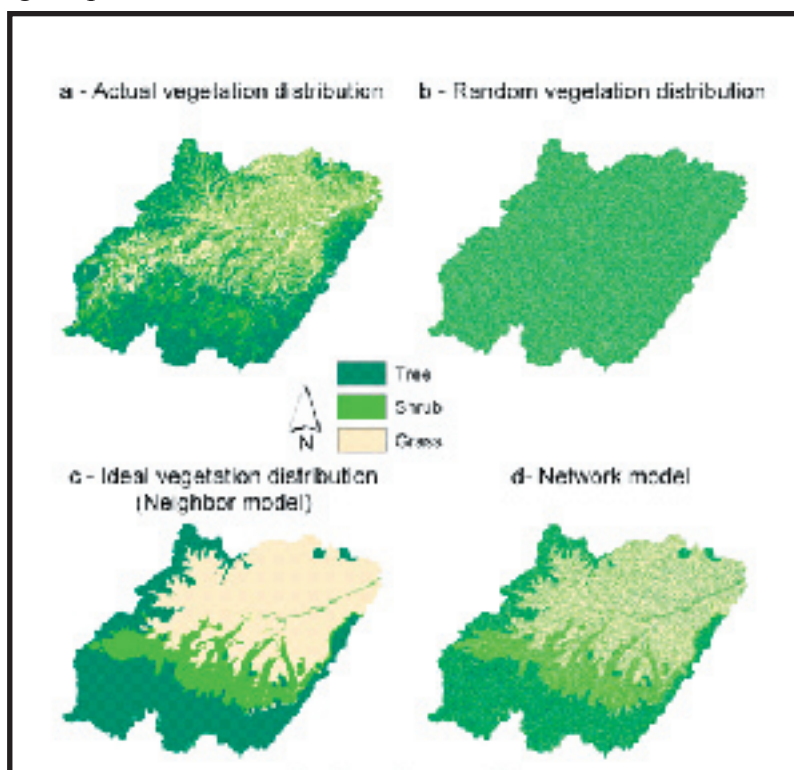 a - Actual vegetation distribution
b - Random vegetation distribution
Tree
Shrub
Grass
N
c - Ideal vegetation distribution
(Neighbor model)
d- Network model